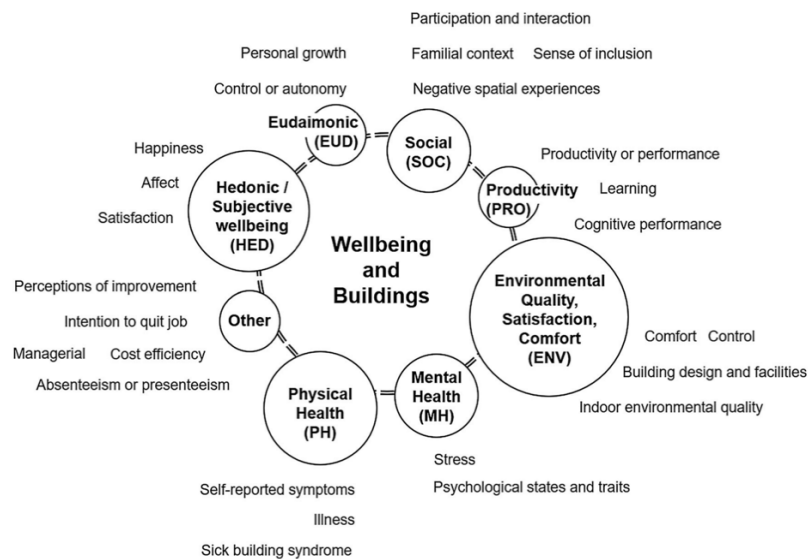 Participation and interaction
Personal growth
Familial context
Sense of inclusion
Control or autonomy
Negative spatial experiences
Eudaimonic
(EUD)
Social
(SOC)
Happiness
Affect
Satisfaction
Hedonic /
Subjective
wellbeing
(HED)
Productivity or performance
Learning
Cognitive performance
Productivity
(PRO)
Wellbeing
and
Buildings
Environmental
Quality,
Satisfaction,
Comfort
(ENV)
Perceptions of improvement
Intention to quit job
Managerial
Cost efficiency
Absenteeism or presenteeism
Other
Comfort
Control
Building design and facilities
Indoor environmental quality
Physical
Health
(PH)
Mental
Health
(MH)
Stress
Psychological states and traits
Self-reported symptoms
Illness
Sick building syndrome